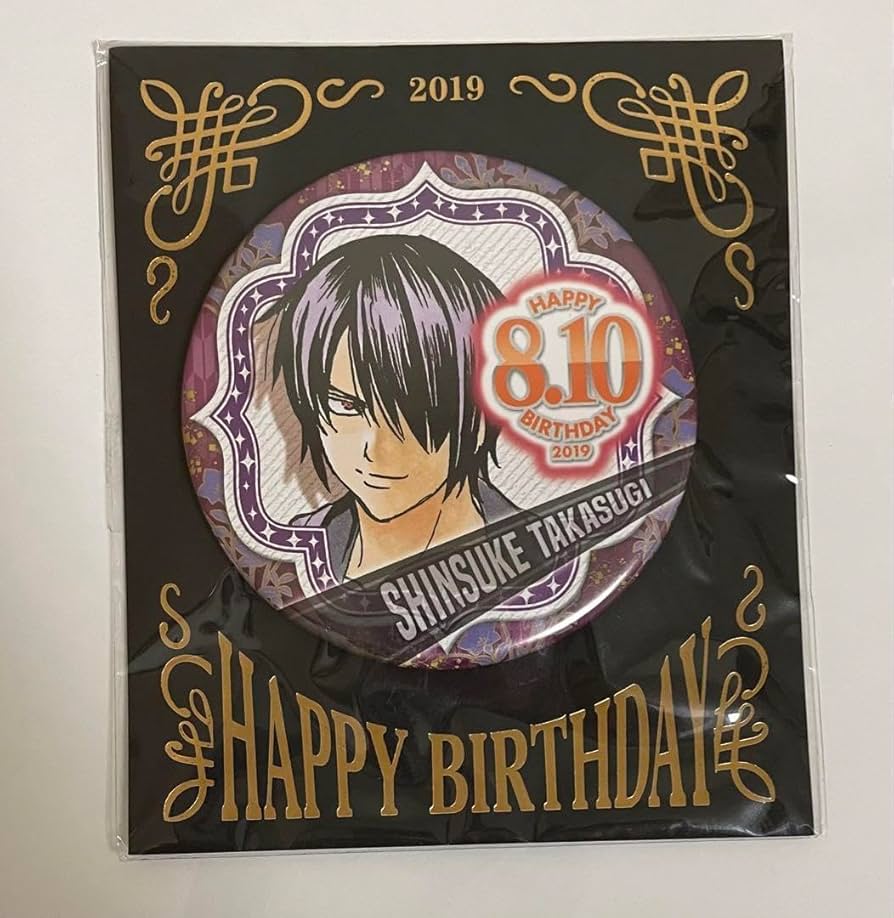 2019
HAPPY
8.10
BIRTHDAY
2019
SHINSUKE TAKASUGI
HAPPY BIRTHDAY